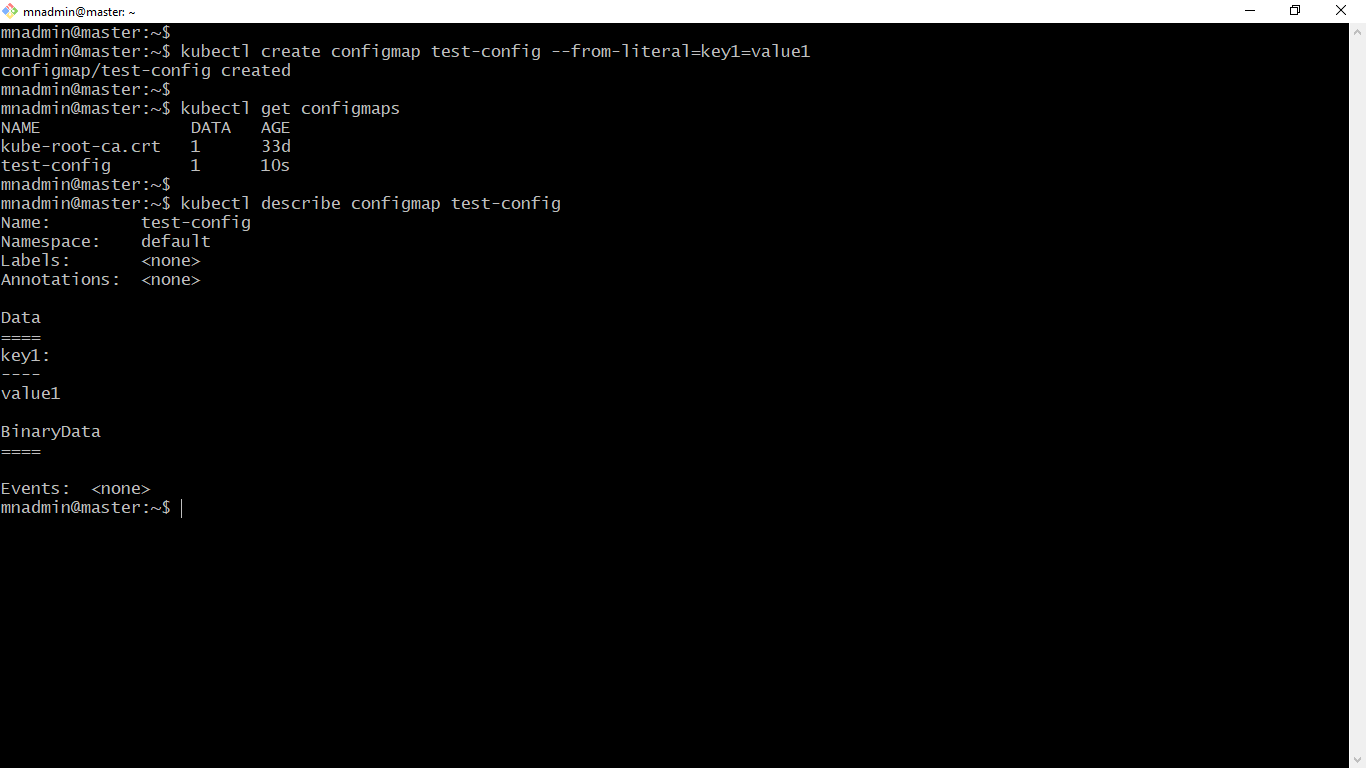 mnadmin@master: ~
mnadmin@master:~$
mnadmin@master:~$ kubectl create configmap test-config --from-literal=key1=value1
configmap/test-config created
mnadmin@master:~$
mnadmin@master:~$ kubectl get configmaps
NAME               DATA   AGE
kube-root-ca.crt   1      33d
test-config        1      10s
mnadmin@master:~$
mnadmin@master:~$ kubectl describe configmap test-config
Name:         test-config
Namespace:    default
Labels:       <none>
Annotations:  <none>

Data
====
key1:
----
value1

BinaryData
====

Events:  <none>
mnadmin@master:~$